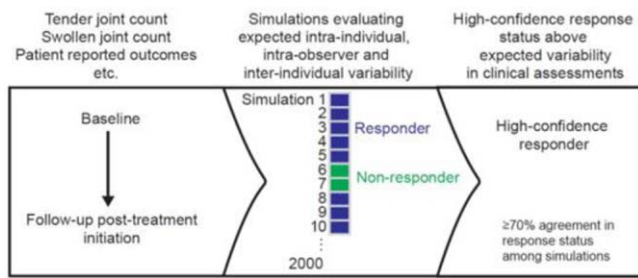 Tender joint count
Swollen joint count
Patient reported outcomes
etc.
Simulations evaluating
expected intra-individual,
intra-observer and
inter-individual variability
High-confidence response
status above
expected variability
in clinical assessments
Baseline
Follow-up post-treatment
initiation
Simulation 1
2
3
4
5
6
7
8
9
10
⋮
2000
Responder
Non-responder
High-confidence
responder
≥70% agreement in
response status
among simulations